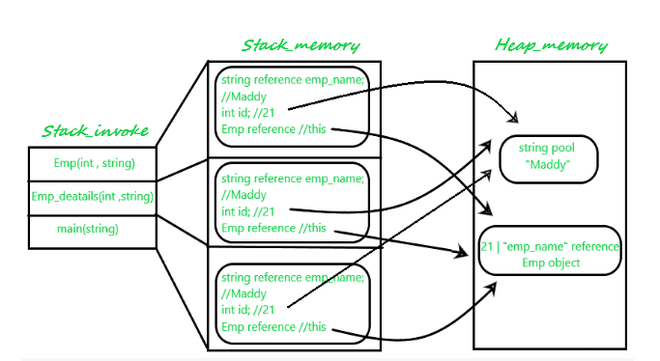 Stack_memory
Heap_memory
string reference emp_name;
//Maddy
int id; //21
Emp reference //this
Stack_invoke
string pool
"Maddy"
Emp(int , string)
Emp_deatails(int ,string)
main(string)
string reference emp_name;
//Maddy
int id; //21
Emp reference //this
21 | "emp_name" reference
Emp object
string reference emp_name;
//Maddy
int id; //21
Emp reference //this